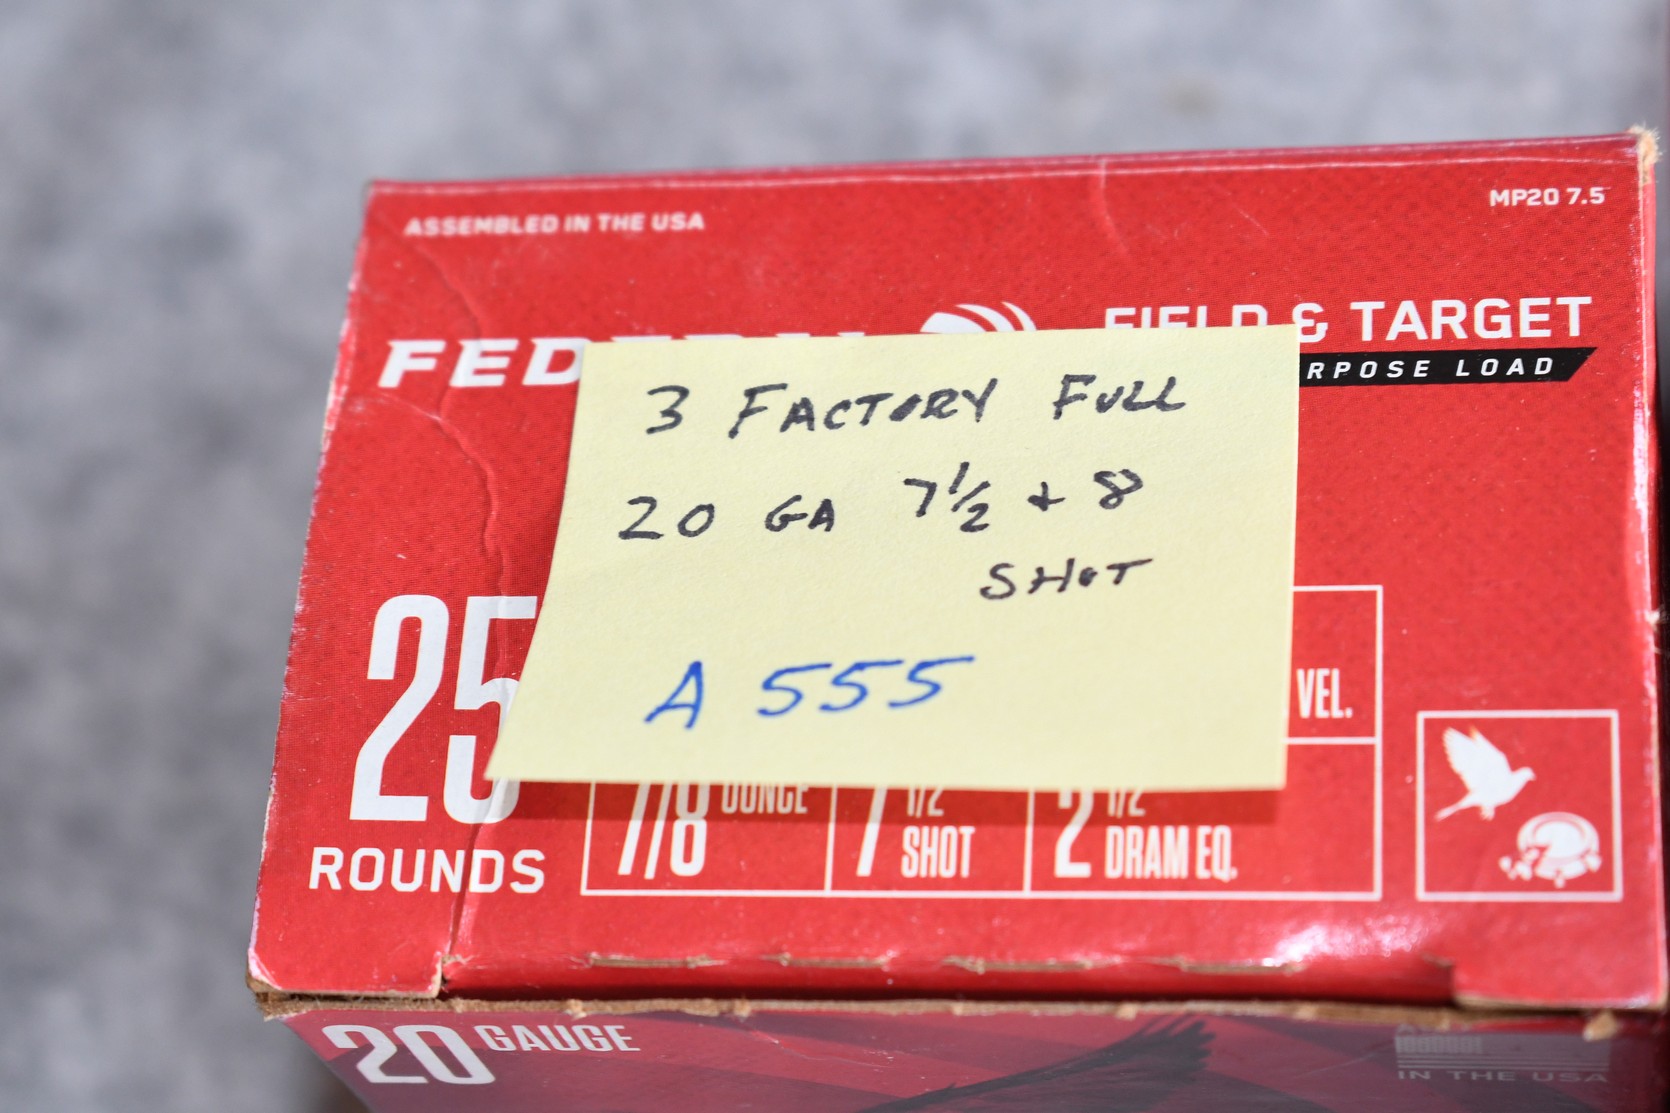 ASSEMBLED IN THE USA
MP20 7.5
FIELD & TARGET
RPOSE LOAD
3 FACTORY FULL
20 GA 7 1/2 + 8
SHOT
A 555
25
ROUNDS
VEL.
7/8 OUNCE
7 1/2 SHOT
2 1/2 DRAM EQ.
20 GAUGE
IN THE USA